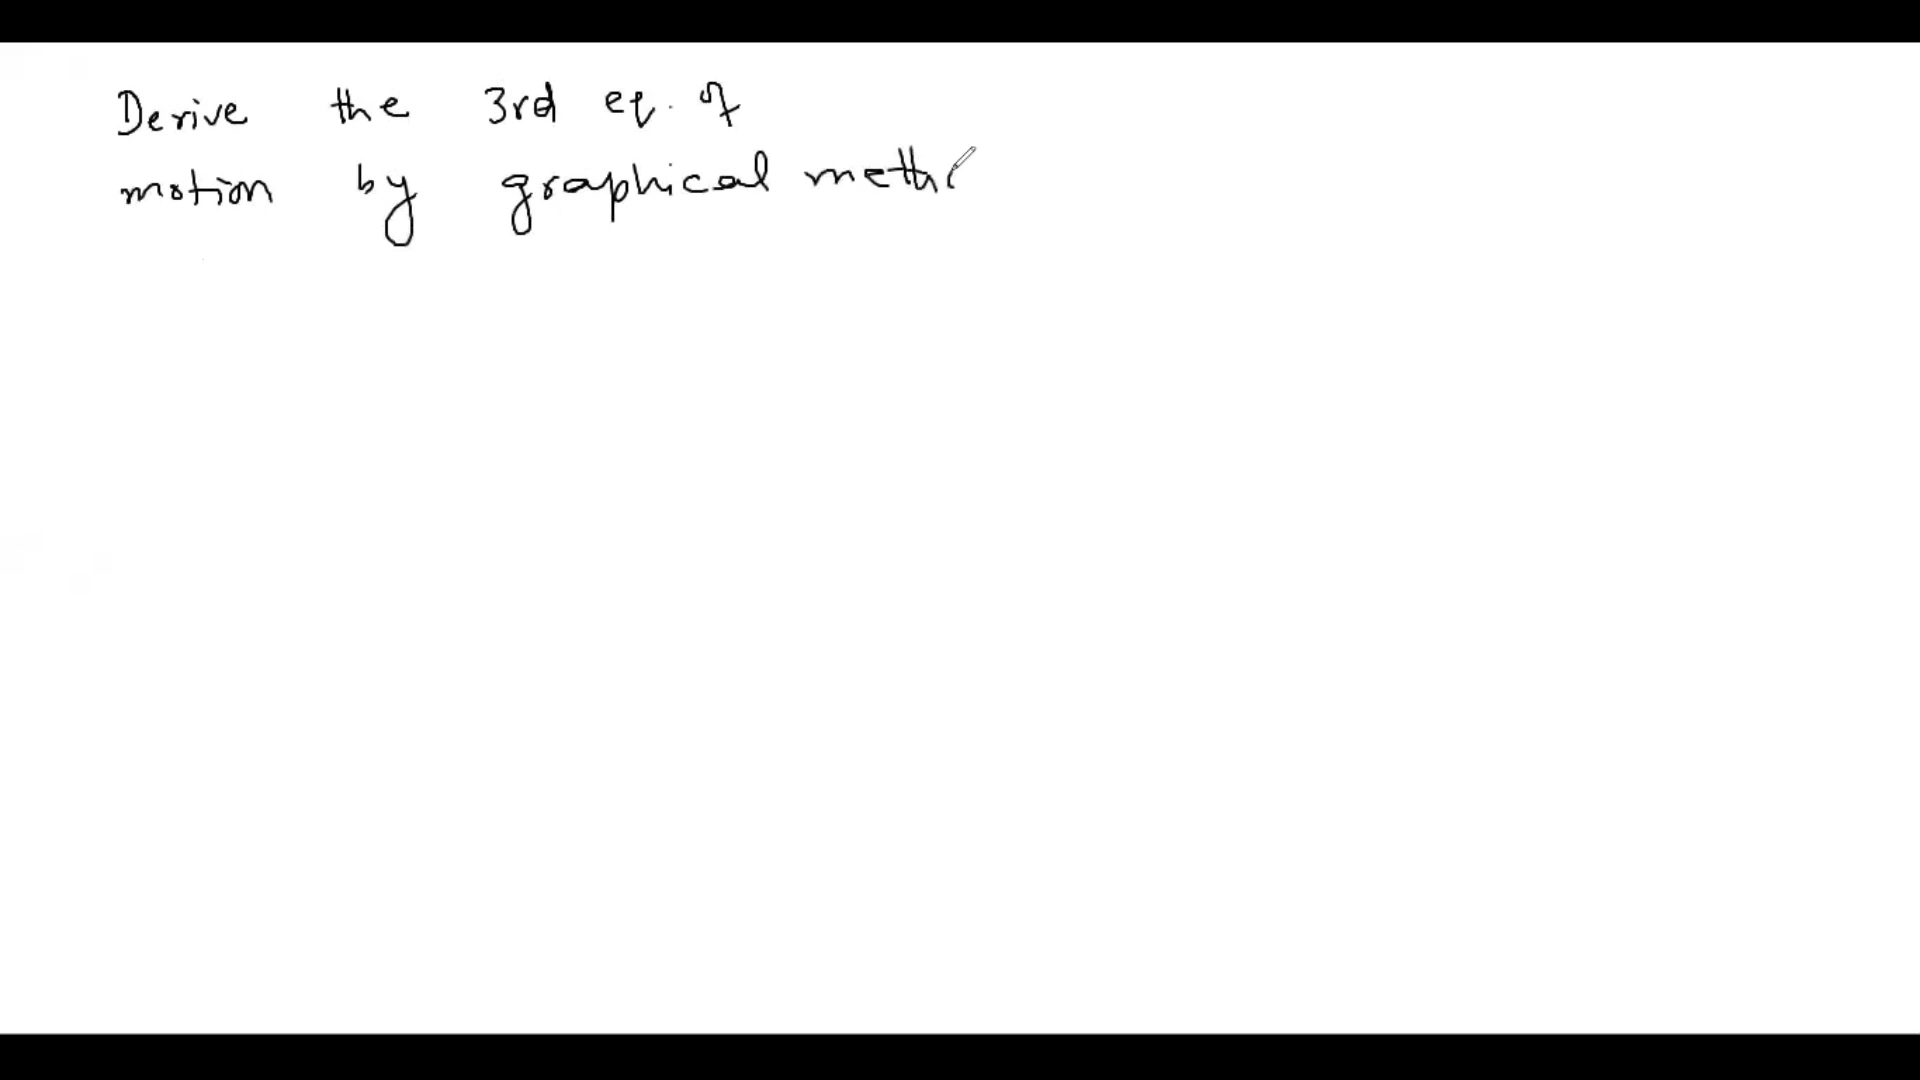 Derive the 3rd eq. of
motion by graphical meth